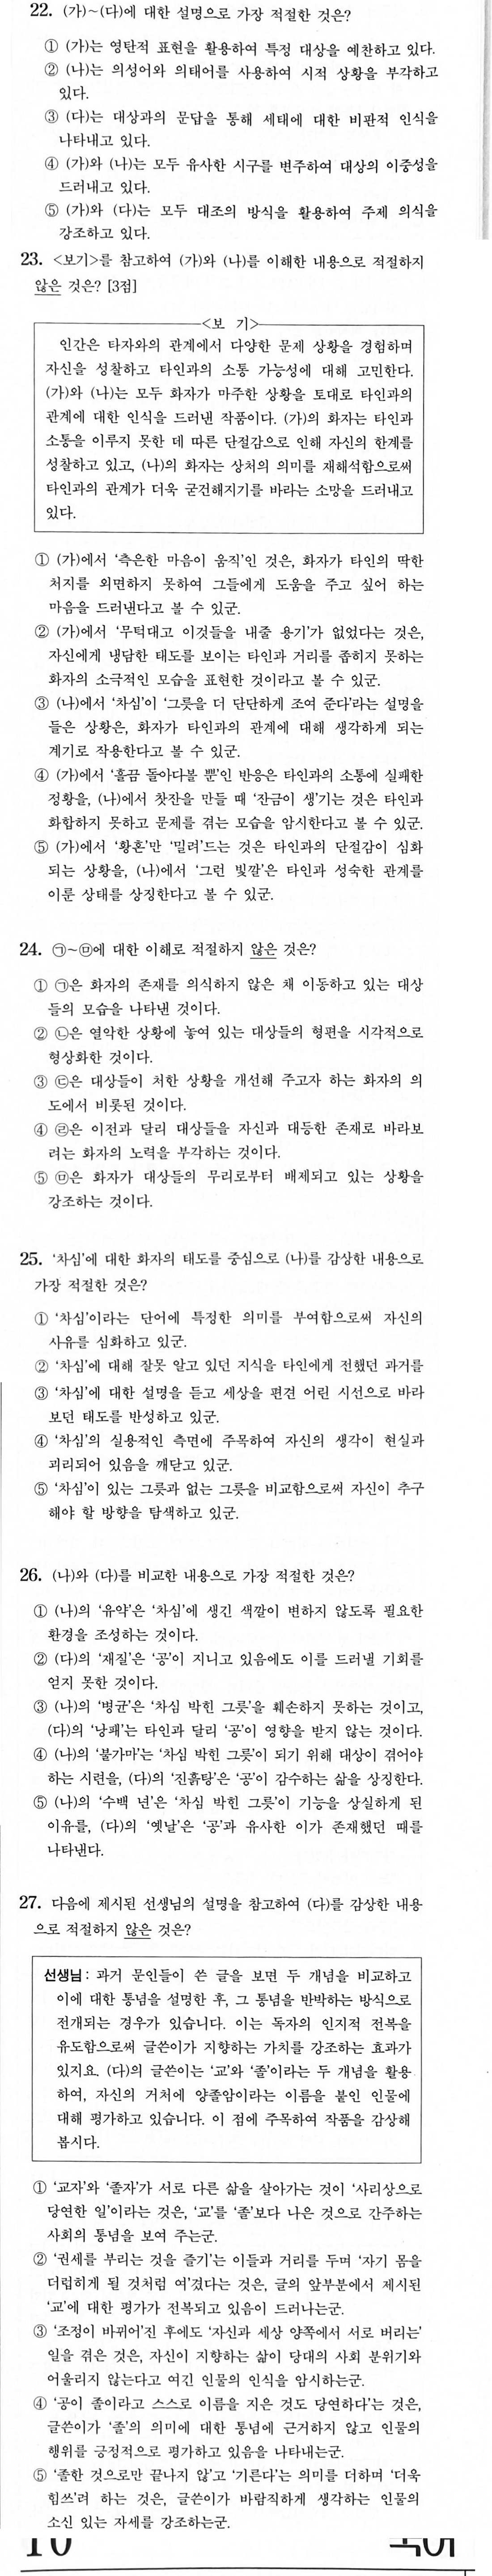 22. (가)~(다)에 대한 설명으로 가장 적절한 것은?
① (가)는 영탄적 표현을 활용하여 특정 대상을 예찬하고 있다.
② (나)는 의성어와 의태어를 사용하여 시적 상황을 부각하고
있다.
③ (다)는 대상과의 문답을 통해 세태에 대한 비판적 인식을
나타내고 있다.
④ (가)와 (나)는 모두 유사한 시구를 변주하여 대상의 이중성을
드러내고 있다.
⑤ (가)와 (다)는 모두 대조의 방식을 활용하여 주제 의식을
강조하고 있다.
23. <보기>를 참고하여 (가)와 (나)를 이해한 내용으로 적절하지
않은 것은? [3점]
<보 기>
인간은 타자와의 관계에서 다양한 문제 상황을 경험하며
자신을 성찰하고 타인과의 소통 가능성에 대해 고민한다.
(가)와 (나)는 모두 화자가 마주한 상황을 토대로 타인과의
관계에 대한 인식을 드러낸 작품이다. (가)의 화자는 타인과
소통을 이루지 못한 데 따른 단절감으로 인해 자신의 한계를
성찰하고 있고, (나)의 화자는 상처의 의미를 재해석함으로써
타인과의 관계가 더욱 굳건해지기를 바라는 소망을 드러내고
있다.
① (가)에서 '측은한 마음이 움직'인 것은, 화자가 타인의 딱한
처지를 외면하지 못하여 그들에게 도움을 주고 싶어 하는
마음을 드러낸다고 볼 수 있군.
② (가)에서 '무턱대고 이것들을 내줄 용기'가 없었다는 것은,
자신에게 냉담한 태도를 보이는 타인과 거리를 좁히지 못하는
화자의 소극적인 모습을 표현한 것이라고 볼 수 있군.
③ (나)에서 '차심'이 '그릇을 더 단단하게 조여 준다'라는 설명을
들은 상황은, 화자가 타인과의 관계에 대해 생각하게 되는
계기로 작용한다고 볼 수 있군.
④ (가)에서 '흘끔 돌아다볼 뿐'인 반응은 타인과의 소통에 실패한
정황을, (나)에서 찻잔을 만들 때 '잔금이 생'기는 것은 타인과
화합하지 못하고 문제를 겪는 모습을 암시한다고 볼 수 있군.
⑤ (가)에서 '황혼'만 '밀려'드는 것은 타인과의 단절감이 심화
되는 상황을, (나)에서 '그런 빛깔'은 타인과 성숙한 관계를
이룬 상태를 상징한다고 볼 수 있군.
24. ㉠~㉤에 대한 이해로 적절하지 않은 것은?
① ㉠은 화자의 존재를 의식하지 않은 채 이동하고 있는 대상
들의 모습을 나타낸 것이다.
② ㉡은 열악한 상황에 놓여 있는 대상들의 형편을 시각적으로
형상화한 것이다.
③ ㉢은 대상들이 처한 상황을 개선해 주고자 하는 화자의 의
도에서 비롯된 것이다.
④ ㉣은 이전과 달리 대상들을 자신과 대등한 존재로 바라보
려는 화자의 노력을 부각하는 것이다.
⑤ ㉤은 화자가 대상들의 무리로부터 배제되고 있는 상황을
강조하는 것이다.
25. '차심'에 대한 화자의 태도를 중심으로 (나)를 감상한 내용으로
가장 적절한 것은?
① '차심'이라는 단어에 특정한 의미를 부여함으로써 자신의
사유를 심화하고 있군.
② '차심'에 대해 잘못 알고 있던 지식을 타인에게 전했던 과거를
③ '차심'에 대한 설명을 듣고 세상을 편견 어린 시선으로 바라
보던 태도를 반성하고 있군.
④ '차심'의 실용적인 측면에 주목하여 자신의 생각이 현실과
괴리되어 있음을 깨닫고 있군.
⑤ '차심'이 있는 그릇과 없는 그릇을 비교함으로써 자신이 추구
해야 할 방향을 탐색하고 있군.
26. (나)와 (다)를 비교한 내용으로 가장 적절한 것은?
① (나)의 '유약'은 '차심'에 생긴 색깔이 변하지 않도록 필요한
환경을 조성하는 것이다.
② (다)의 '재질'은 '공'이 지니고 있음에도 이를 드러낼 기회를
얻지 못한 것이다.
③ (나)의 '병균'은 '차심 박힌 그릇'을 훼손하지 못하는 것이고,
(다)의 '낭패'는 타인과 달리 '공'이 영향을 받지 않는 것이다.
④ (나)의 '불가마'는 '차심 박힌 그릇'이 되기 위해 대상이 겪어야
하는 시련을, (다)의 '진흙탕'은 '공'이 감수하는 삶을 상징한다.
⑤ (나)의 '수백 년'은 '차심 박힌 그릇'이 기능을 상실하게 된
이유를, (다)의 '옛날'은 '공'과 유사한 이가 존재했던 때를
나타낸다.
27. 다음에 제시된 선생님의 설명을 참고하여 (다)를 감상한 내용
으로 적절하지 않은 것은?
선생님 : 과거 문인들이 쓴 글을 보면 두 개념을 비교하고
이에 대한 통념을 설명한 후, 그 통념을 반박하는 방식으로
전개되는 경우가 있습니다. 이는 독자의 인지적 전복을
유도함으로써 글쓴이가 지향하는 가치를 강조하는 효과가
있지요. (다)의 글쓴이는 '교'와 '졸'이라는 두 개념을 활용
하여, 자신의 거처에 양졸암이라는 이름을 붙인 인물에
대해 평가하고 있습니다. 이 점에 주목하여 작품을 감상해
봅시다.
① '교자'와 '졸자'가 서로 다른 삶을 살아가는 것이 '사리상으로
당연한 일'이라는 것은, '교'를 '졸'보다 나은 것으로 간주하는
사회의 통념을 보여 주는군.
② '권세를 부리는 것을 즐기'는 이들과 거리를 두며 '자기 몸을
더럽히게 될 것처럼 여'겼다는 것은, 글의 앞부분에서 제시된
'교'에 대한 평가가 전복되고 있음이 드러나는군.
③ '조정이 바뀌어'진 후에도 '자신과 세상 양쪽에서 서로 버리는'
일을 겪은 것은, 자신이 지향하는 삶이 당대의 사회 분위기와
어울리지 않는다고 여긴 인물의 인식을 암시하는군.
④ '공이 졸이라고 스스로 이름을 지은 것도 당연하다'는 것은,
글쓴이가 '졸'의 의미에 대한 통념에 근거하지 않고 인물의
행위를 긍정적으로 평가하고 있음을 나타내는군.
⑤ '졸한 것으로만 끝나지 않'고 '기른다'는 의미를 더하며 '더욱
힘쓰'려 하는 것은, 글쓴이가 바람직하게 생각하는 인물의
소신 있는 자세를 강조하는군.